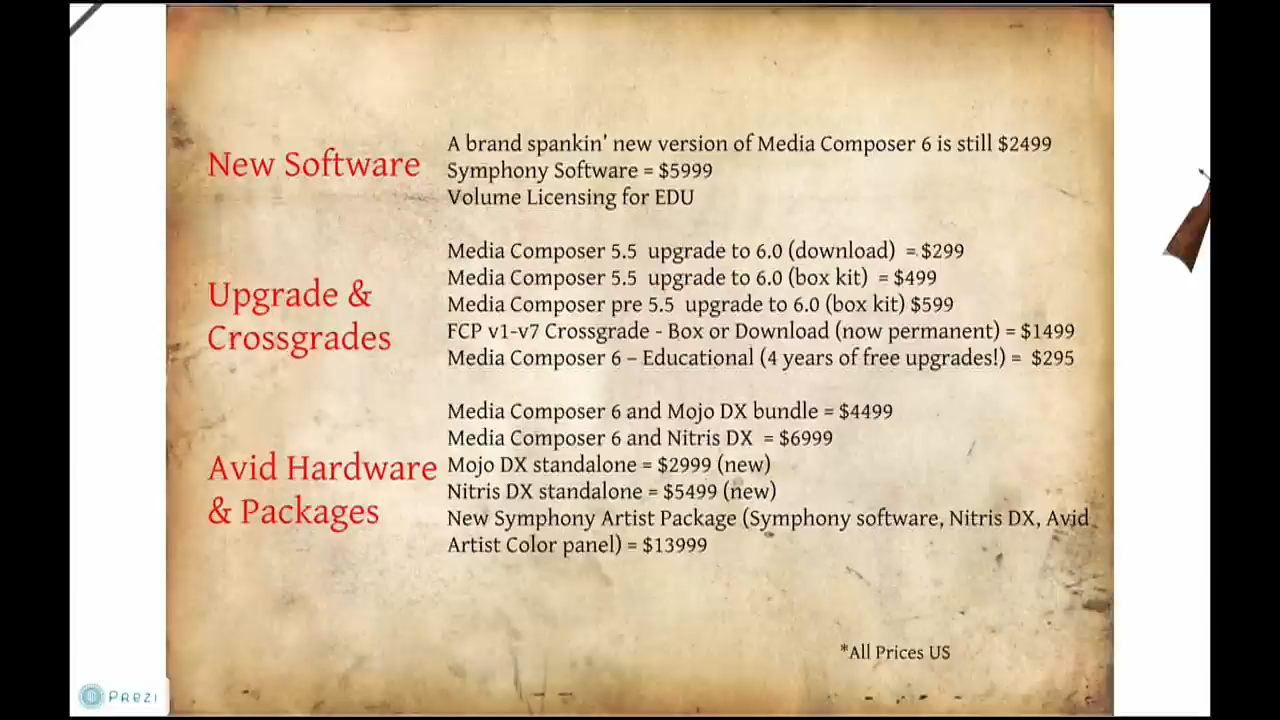 New Software
A brand spankin' new version of Media Composer 6 is still $2499
Symphony Software = $5999
Volume Licensing for EDU
Upgrade &
Crossgrades
Media Composer 5.5 upgrade to 6.0 (download) = $299
Media Composer 5.5 upgrade to 6.0 (box kit) = $499
Media Composer pre 5.5 upgrade to 6.0 (box kit) $599
FCP v1-v7 Crossgrade - Box or Download (now permanent) = $1499
Media Composer 6 – Educational (4 years of free upgrades!) = $295
Avid Hardware
& Packages
Media Composer 6 and Mojo DX bundle = $4499
Media Composer 6 and Nitris DX = $6999
Mojo DX standalone = $2999 (new)
Nitris DX standalone = $5499 (new)
New Symphony Artist Package (Symphony software, Nitris DX, Avid
Artist Color panel) = $13999
*All Prices US
Prezi